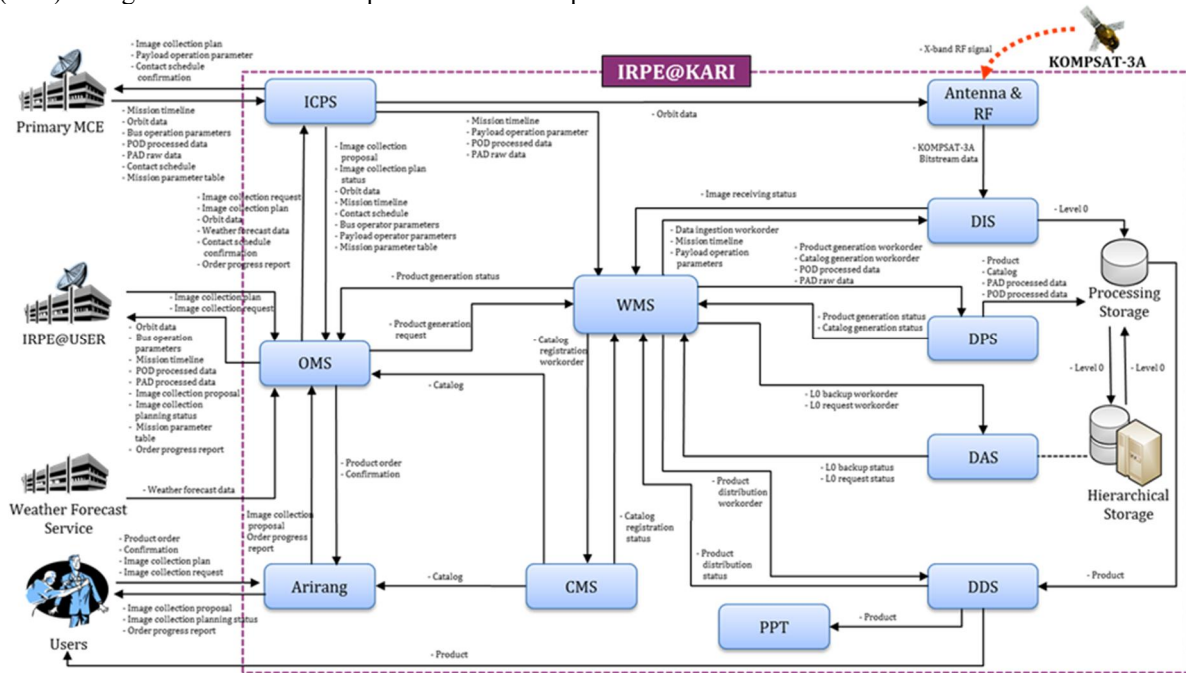 - Image collection plan
- Payload operation parameter
- Contact schedule
confirmation
Primary MCE
- Mission timeline
- Orbit data
- Bus operation parameters
- POD processed data
- PAD raw data
- Contact schedule
- Mission parameter table
IRPE@KARI
- X-band RF signal
KOMPSAT-3A
ICPS
- Orbit data
Antenna &
RF
- Mission timeline
- Payload operation parameter
- POD processed data
- PAD raw data
- KOMPSAT-3A
Bitstream data
- Image collection
proposal
- Image collection plan
status
- Orbit data
- Mission timeline
- Contact schedule
- Bus operator parameters
- Payload operator parameters
- Mission parameter table
- Image collection request
- Image collection plan
- Orbit data
- Weather forecast data
- Contact schedule
confirmation
- Order progress report
- Image receiving status
DIS
- Level 0
- Data ingestion workorder
- Mission timeline
- Payload operation
parameters
- Product generation workorder
- Catalog generation workorder
- POD processed data
- PAD raw data
- Product
- Catalog
- PAD processed data
- POD processed data
Processing
Storage
- Product generation status
WMS
- Product generation status
- Catalog generation status
DPS
IRPE@USER
- Image collection plan
- Image collection request
- Orbit data
- Bus operation
parameters
- Mission timeline
- POD processed data
- PAD processed data
- Image collection proposal
- Image collection
planning status
- Mission parameter
table
- Order progress report
OMS
- Product generation
request
- Catalog
registration
workorder
- Catalog
- Level 0
- Level 0
- L0 backup workorder
- L0 request workorder
DAS
- L0 backup status
- L0 request status
Hierarchical
Storage
Weather Forecast
Service
- Weather forecast data
- Product order
- Confirmation
Image collection
proposal
Order progress
report
- Product
distribution
workorder
- Catalog
registration
status
- Product
distribution
status
- Product order
- Confirmation
- Image collection plan
- Image collection request
Users
- Image collection proposal
- Image collection planning status
- Order progress report
Arirang
- Catalog
CMS
DDS
- Product
PPT
- Product
- Product